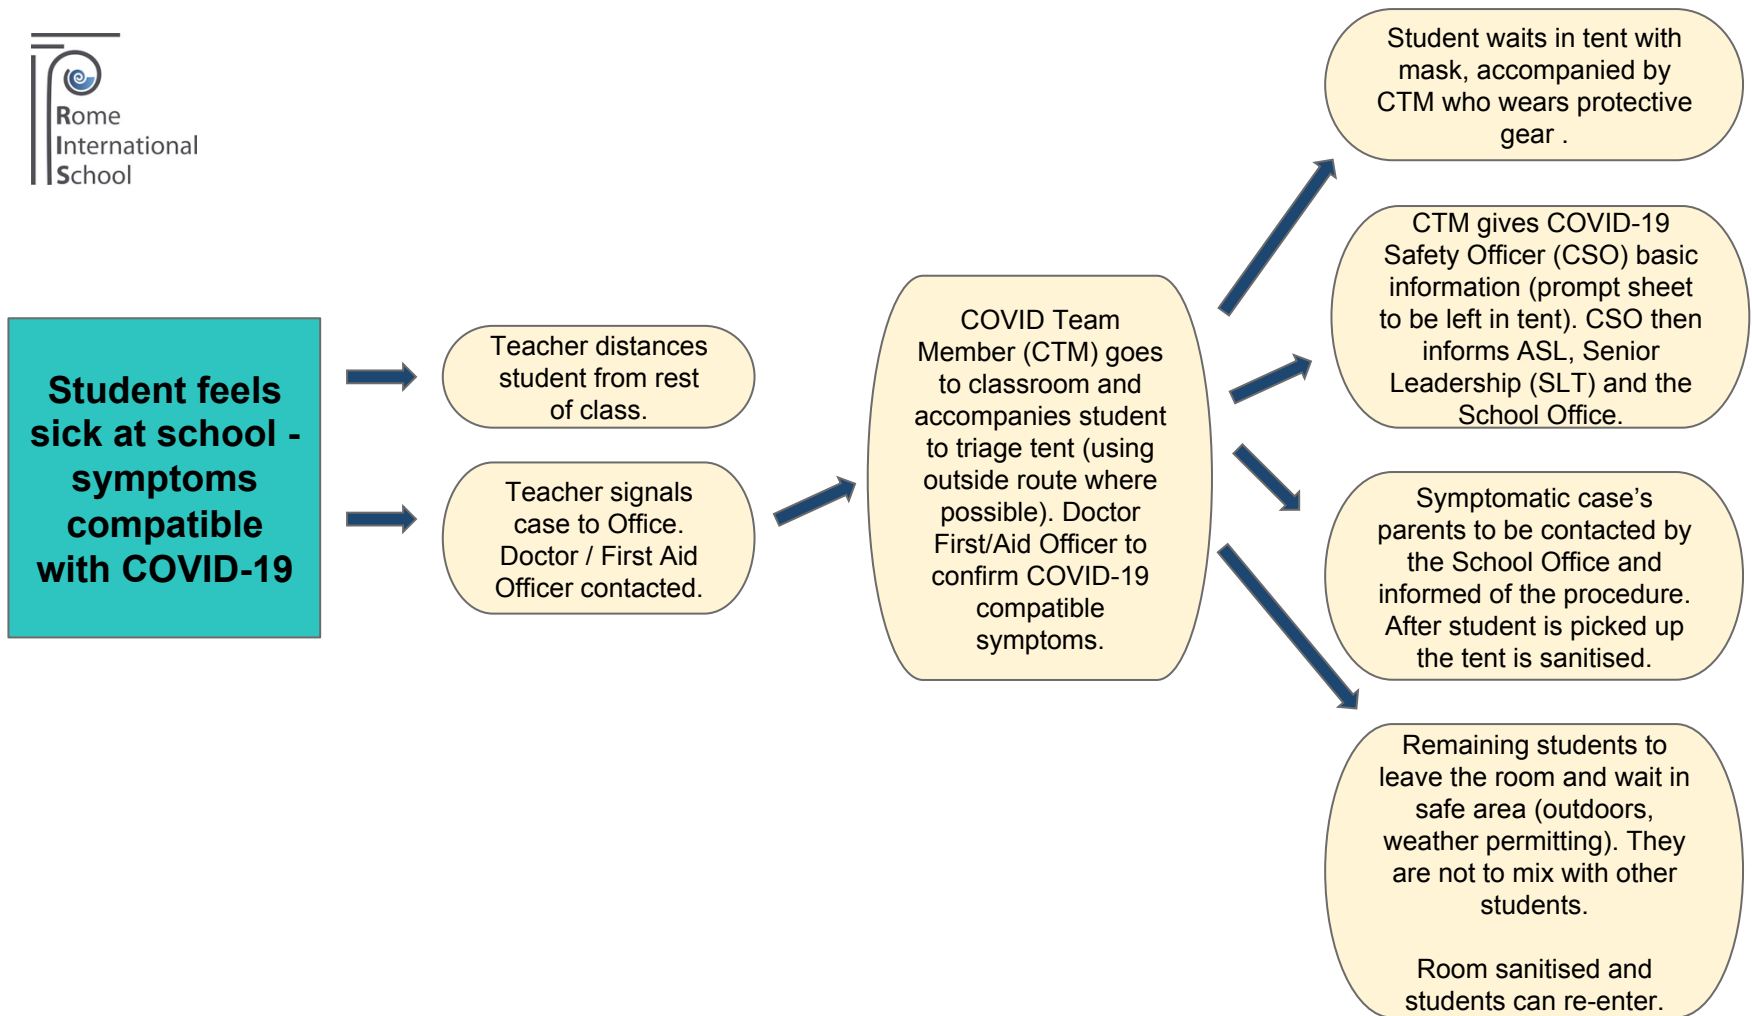 Rome
International
School
Student feels
sick at school -
symptoms
compatible
with COVID-19
Teacher distances
student from rest
of class.
Teacher signals
case to Office.
Doctor / First Aid
Officer contacted.
COVID Team
Member (CTM) goes
to classroom and
accompanies student
to triage tent (using
outside route where
possible). Doctor
First/Aid Officer to
confirm COVID-19
compatible
symptoms.
Student waits in tent with
mask, accompanied by
CTM who wears protective
gear .
CTM gives COVID-19
Safety Officer (CSO) basic
information (prompt sheet
to be left in tent). CSO then
informs ASL, Senior
Leadership (SLT) and the
School Office.
Symptomatic case’s
parents to be contacted by
the School Office and
informed of the procedure.
After student is picked up
the tent is sanitised.
Remaining students to
leave the room and wait in
safe area (outdoors,
weather permitting). They
are not to mix with other
students.
Room sanitised and
students can re-enter.